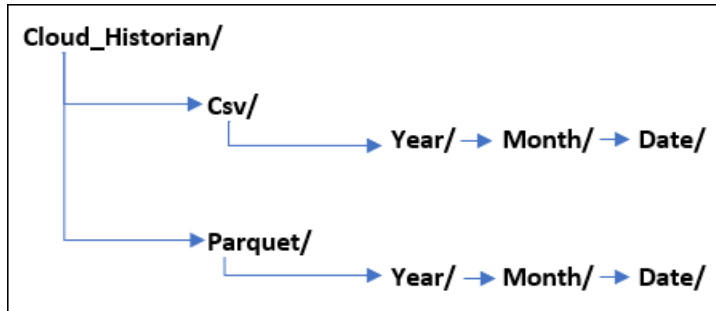 Cloud_Historian/
Csv/
Year/ Month/ Date/
Parquet/
Year/ Month/ Date/